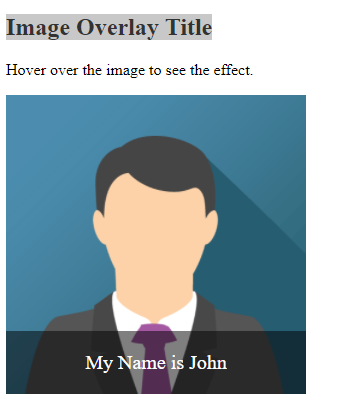 Image Overlay Title
Hover over the image to see the effect.
My Name is John